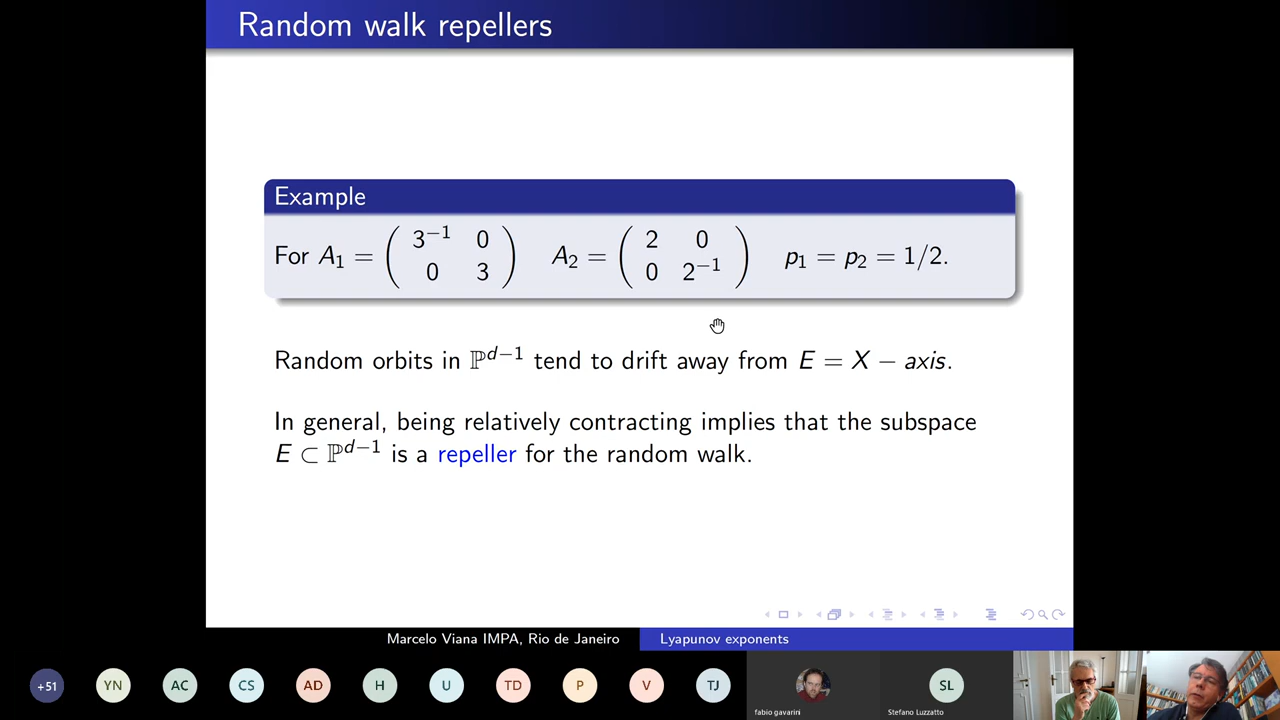 Random walk repellers
Example
For A₁ = ( 3⁻¹ 0 ; 0 3 ) A₂ = ( 2 0 ; 0 2⁻¹ ) p₁ = p₂ = 1/2.
Random orbits in ℙᵈ⁻¹ tend to drift away from E = X − axis.
In general, being relatively contracting implies that the subspace
E ⊂ ℙᵈ⁻¹ is a repeller for the random walk.
Marcelo Viana IMPA, Rio de Janeiro Lyapunov exponents
+51 YN AC CS AD H U TD P V TJ SL
fabio gavarini Stefano Luzzatto